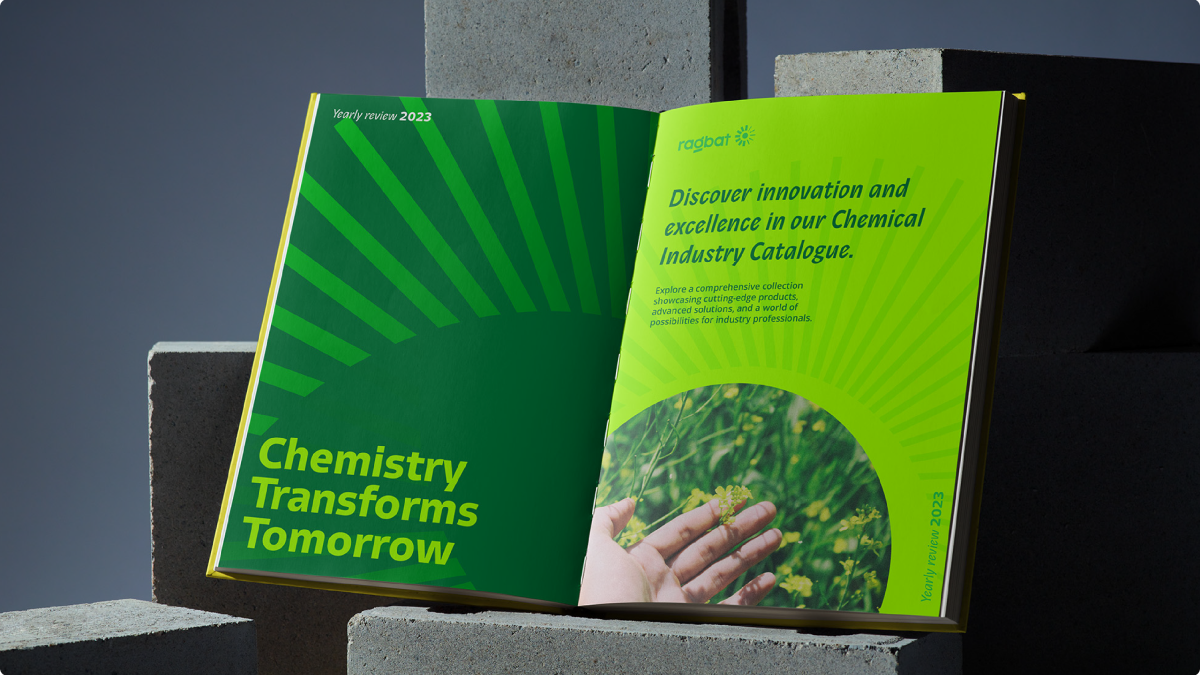 Yearly review 2023
Chemistry
Transforms
Tomorrow
ragbat
Discover innovation and
excellence in our Chemical
Industry Catalogue.
Explore a comprehensive collection
showcasing cutting-edge products,
advanced solutions, and a world of
possibilities for industry professionals.
Yearly review 2023